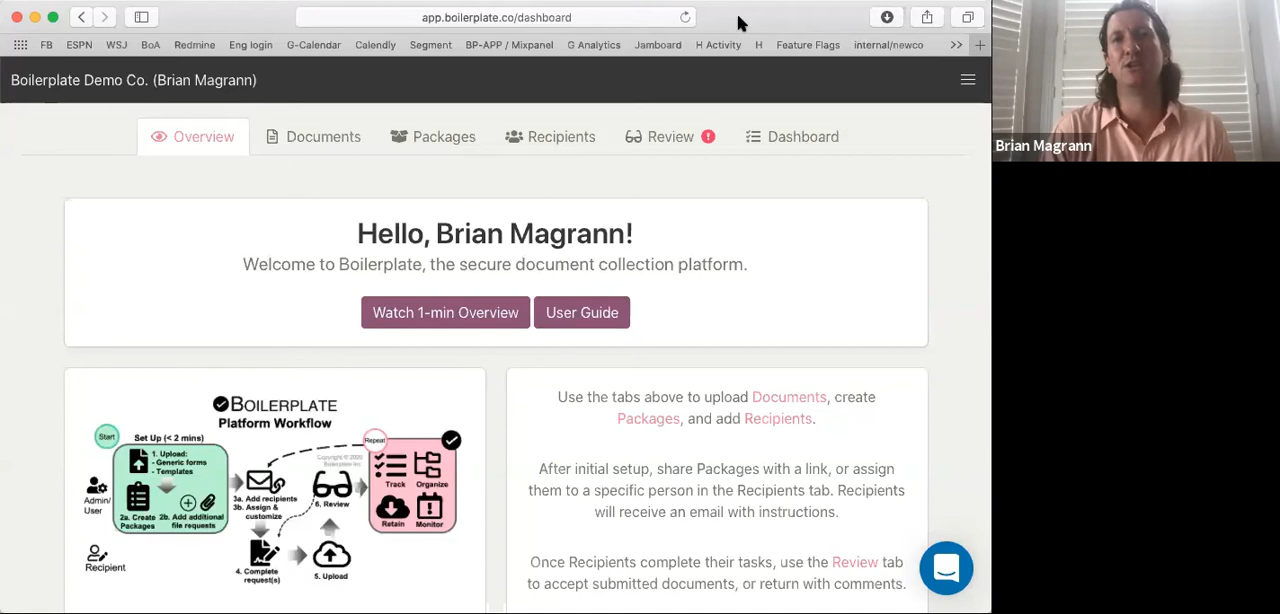 app.boilerplate.co/dashboard
FB ESPN WSJ BoA Redmine Eng login G-Calendar Calendly Segment BP-APP / Mixpanel G Analytics Jamboard H Activity H Feature Flags internal/newco
Boilerplate Demo Co. (Brian Magrann)
Overview Documents Packages Recipients Review Dashboard
Brian Magrann
Hello, Brian Magrann!
Welcome to Boilerplate, the secure document collection platform.
Watch 1-min Overview User Guide
BOILERPLATE
Platform Workflow
Start
Set Up (< 2 mins)
Repeat
1. Upload:
- Generic forms
- Templates
Copyright © 2020
Boilerplate Inc
Track Organize
Admin/
User
3a. Add recipients
3b. Assign &
customize
6. Review
2a. Create
Packages
2b. Add additional
file requests
Retain Monitor
Recipient
4. Complete
request(s)
5. Upload
Use the tabs above to upload Documents, create
Packages, and add Recipients.
After initial setup, share Packages with a link, or assign
them to a specific person in the Recipients tab. Recipients
will receive an email with instructions.
Once Recipients complete their tasks, use the Review tab
to accept submitted documents, or return with comments.